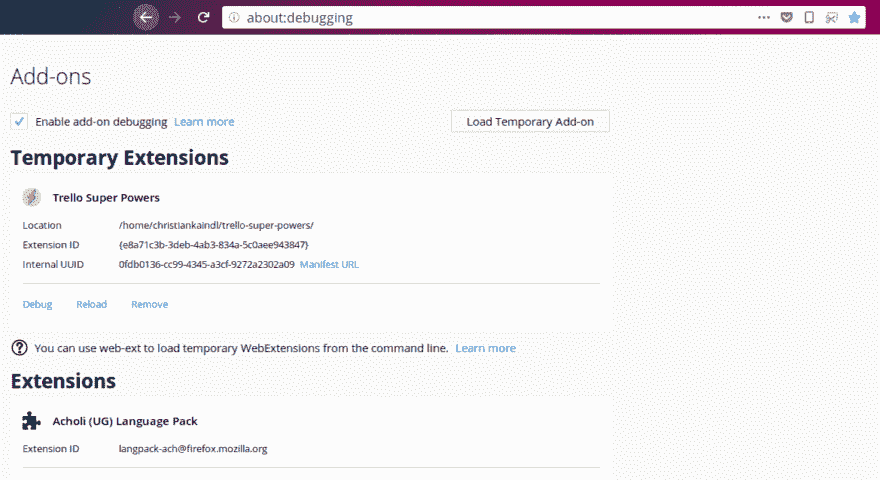 about:debugging
Add-ons
Enable add-on debugging Learn more
Load Temporary Add-on
Temporary Extensions
Trello Super Powers
Location /home/christiankaindl/trello-super-powers/
Extension ID {e8a71c3b-3deb-4ab3-834a-5c0aee943847}
Internal UUID 0fdb0136-cc99-4345-a3cf-9272a2302a09 Manifest URL
Debug Reload Remove
You can use web-ext to load temporary WebExtensions from the command line. Learn more
Extensions
Acholi (UG) Language Pack
Extension ID langpack-ach@firefox.mozilla.org